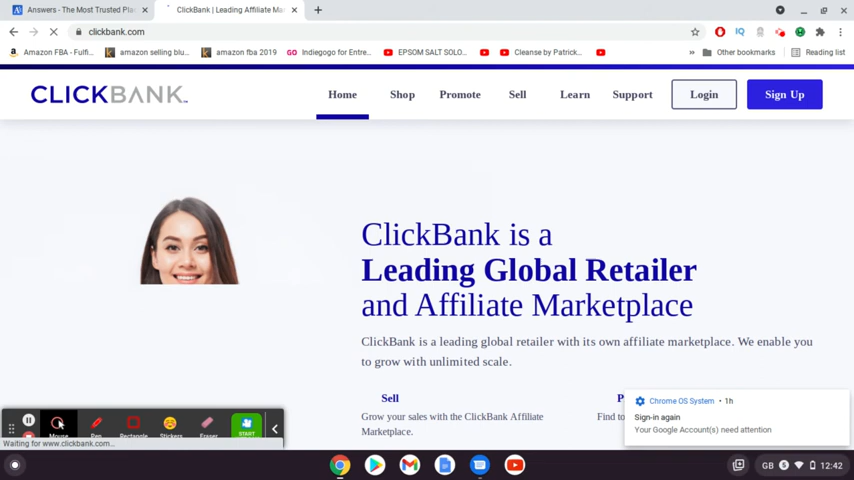 Answers - The Most Trusted Pla
ClickBank | Leading Affiliate Ma
clickbank.com
Amazon FBA - Fulfi...
amazon selling blu...
amazon fba 2019
GO Indiegogo for Entre...
EPSOM SALT SOLO...
Cleanse by Patrick...
»
Other bookmarks
Reading list
CLICKBANK
Home
Shop
Promote
Sell
Learn
Support
Login
Sign Up
ClickBank is a
Leading Global Retailer
and Affiliate Marketplace
ClickBank is a leading global retailer with its own affiliate marketplace. We enable you
to grow with unlimited scale.
Sell
Grow your sales with the ClickBank Affiliate
Marketplace.
Find to
Chrome OS System • 1h
Sign-in again
Your Google Account(s) need attention
Mouse
Pen
Rectangle
Stickers
Eraser
START
Waiting for www.clickbank.com...
GB
12:42